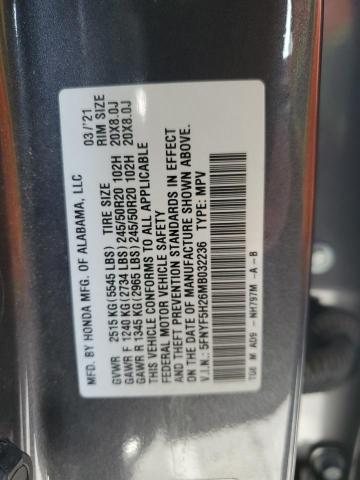 MFD. BY HONDA MFG. OF ALABAMA, LLC 03/'21
TIRE SIZE RIM SIZE
GVWR 2515 KG(5545 LBS)
GAWR F 1240 KG(2734 LBS) 245/50R20 102H 20X8.0J
GAWR R 1345 KG(2965 LBS) 245/50R20 102H 20X8.0J
THIS VEHICLE CONFORMS TO ALL APPLICABLE
FEDERAL MOTOR VEHICLE SAFETY
AND THEFT PREVENTION STANDARDS IN EFFECT
ON THE DATE OF MANUFACTURE SHOWN ABOVE.
V.I.N.: 5FNYF5H26MB032236 TYPE: MPV
TG8 M AD9 - NH797M -A -B